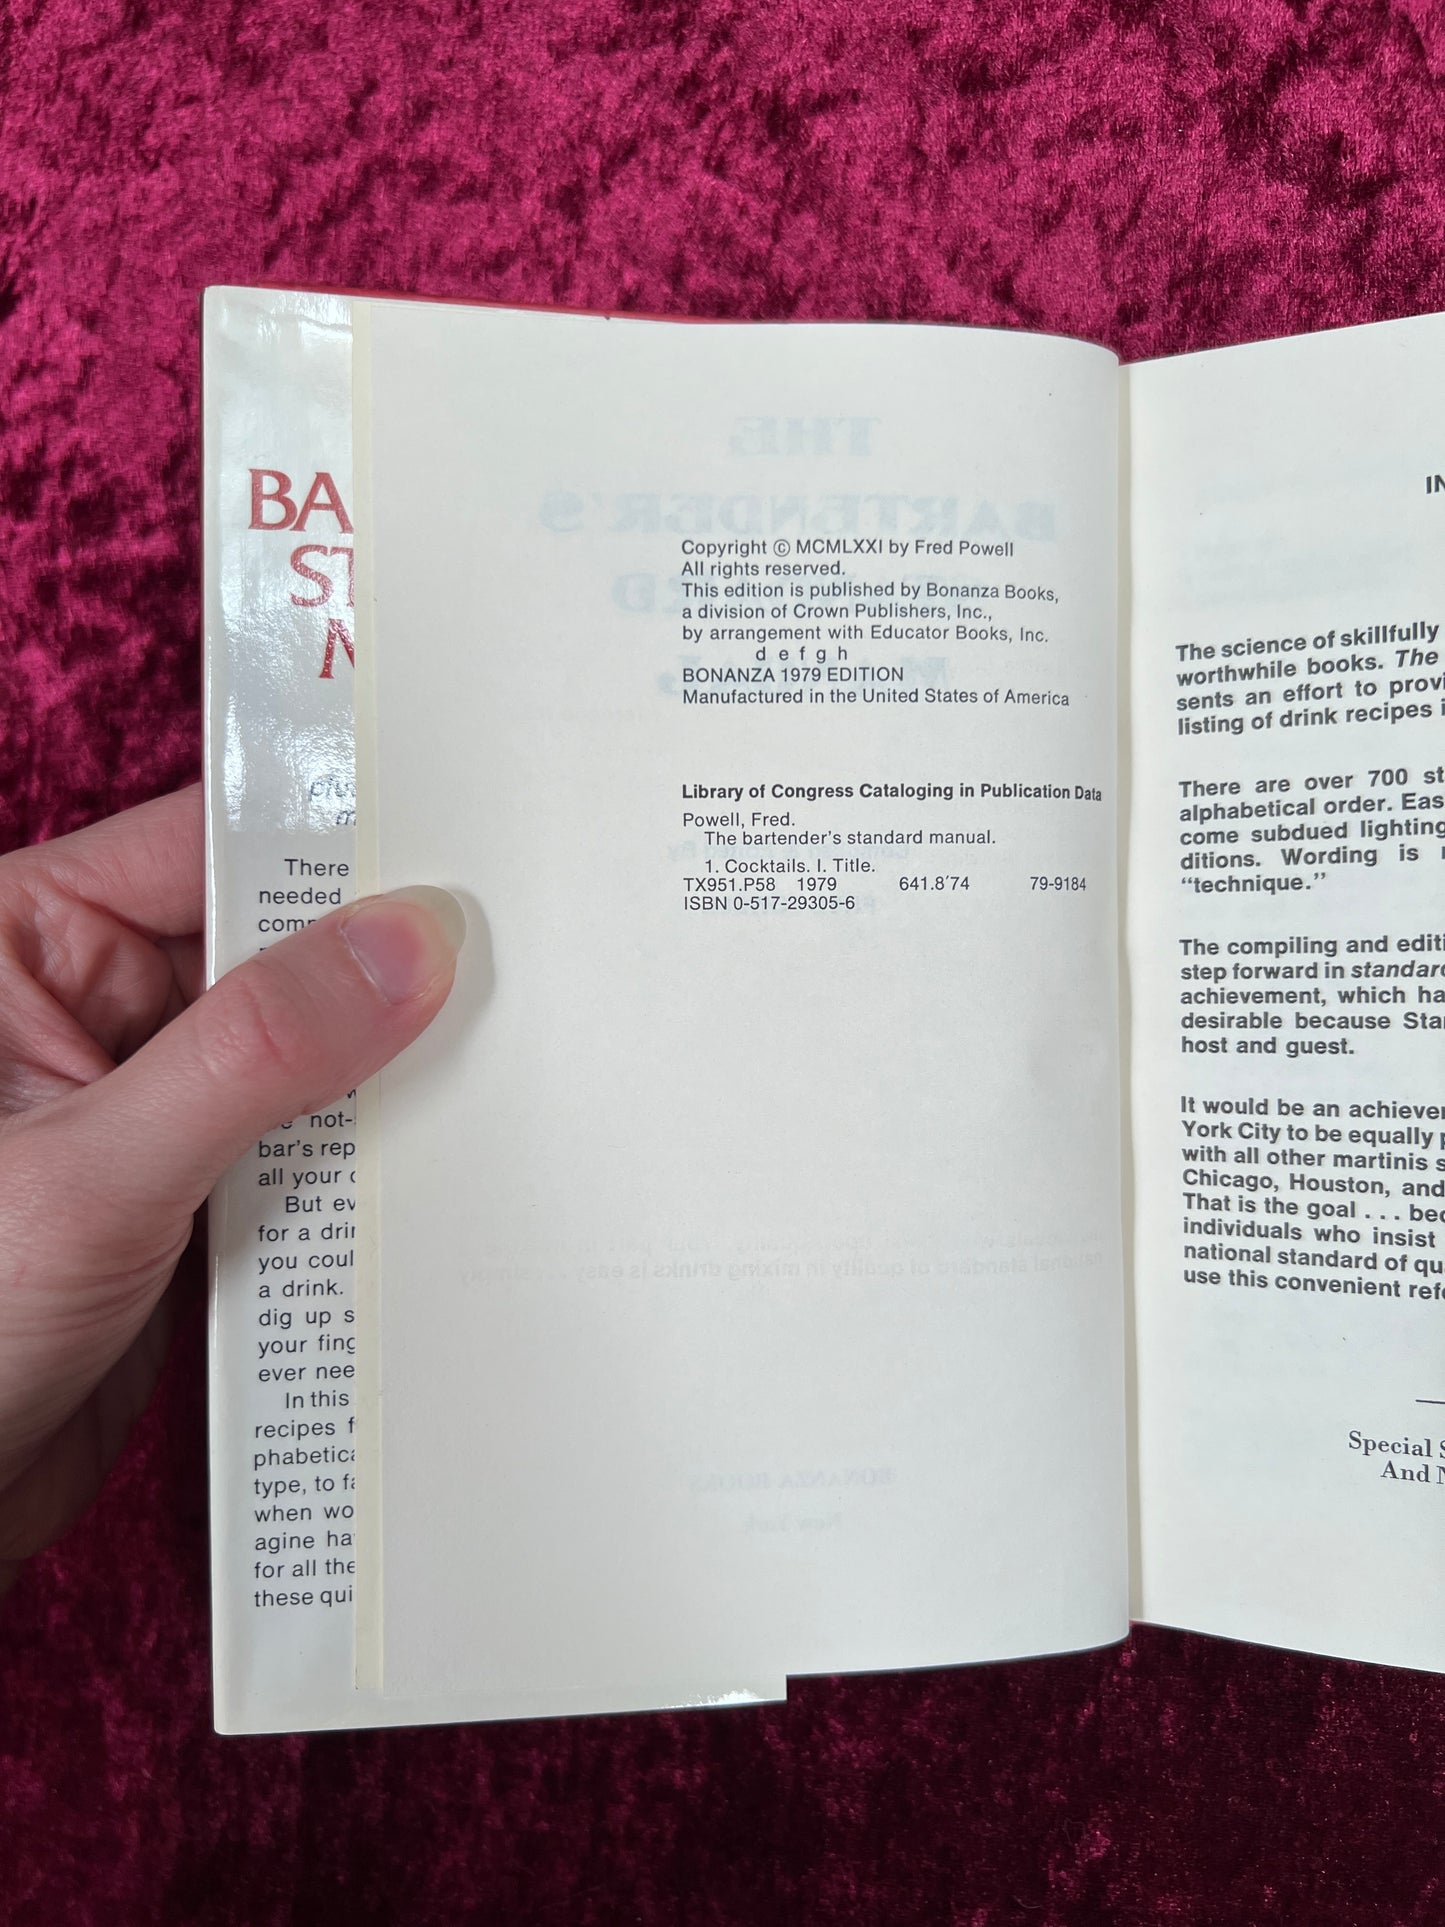 BA
ST
There
needed
not-
bar's rep
all your
But ev
for a
you coul
a drink.
dig up s
your fing
ever nee
In this
recipes f
phabetica
type, to fa
when wo
agine ha
for all the
these qui
Copyright © MCMLXXI by Fred Powell
All rights reserved.
This edition is published by Bonanza Books,
a division of Crown Publishers, Inc.,
by arrangement with Educator Books, Inc.
d e f g h
BONANZA 1979 EDITION
Manufactured in the United States of America
Library of Congress Cataloging in Publication Data
Powell, Fred.
The bartender's standard manual.
1. Cocktails. I. Title.
TX951.P58 1979 641.8'74 79-9184
ISBN 0-517-29305-6
IN
The science of skillfully
worthwhile books. The
sents an effort to provi
listing of drink recipes i
There are over 700 st
alphabetical order. Eas
come subdued lighting
ditions. Wording is
"technique."
The compiling and editi
step forward in standard
achievement, which ha
desirable because Star
host and guest.
It would be an achiever
York City to be equally p
with all other martinis s
Chicago, Houston, and
That is the goal . . . bec
individuals who insist
national standard of qu
use this convenient refe
Special S
And N